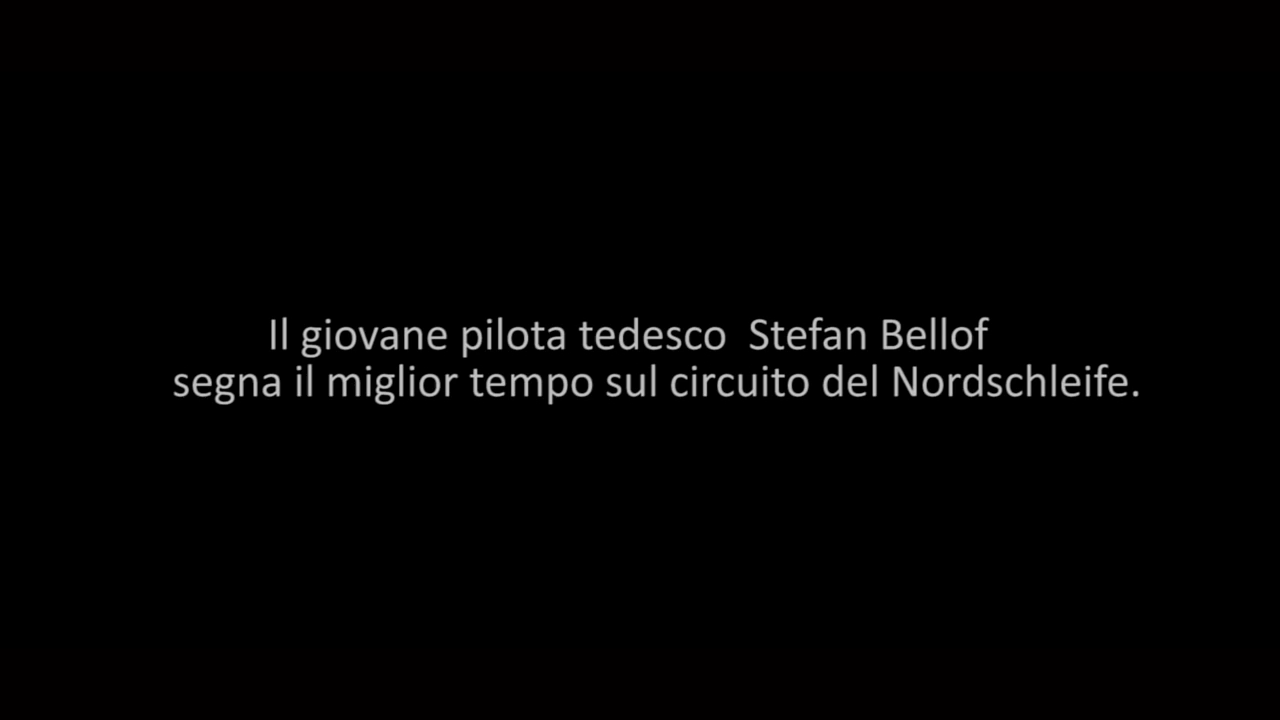 Il giovane pilota tedesco  Stefan Bellof
segna il miglior tempo sul circuito del Nordschleife.